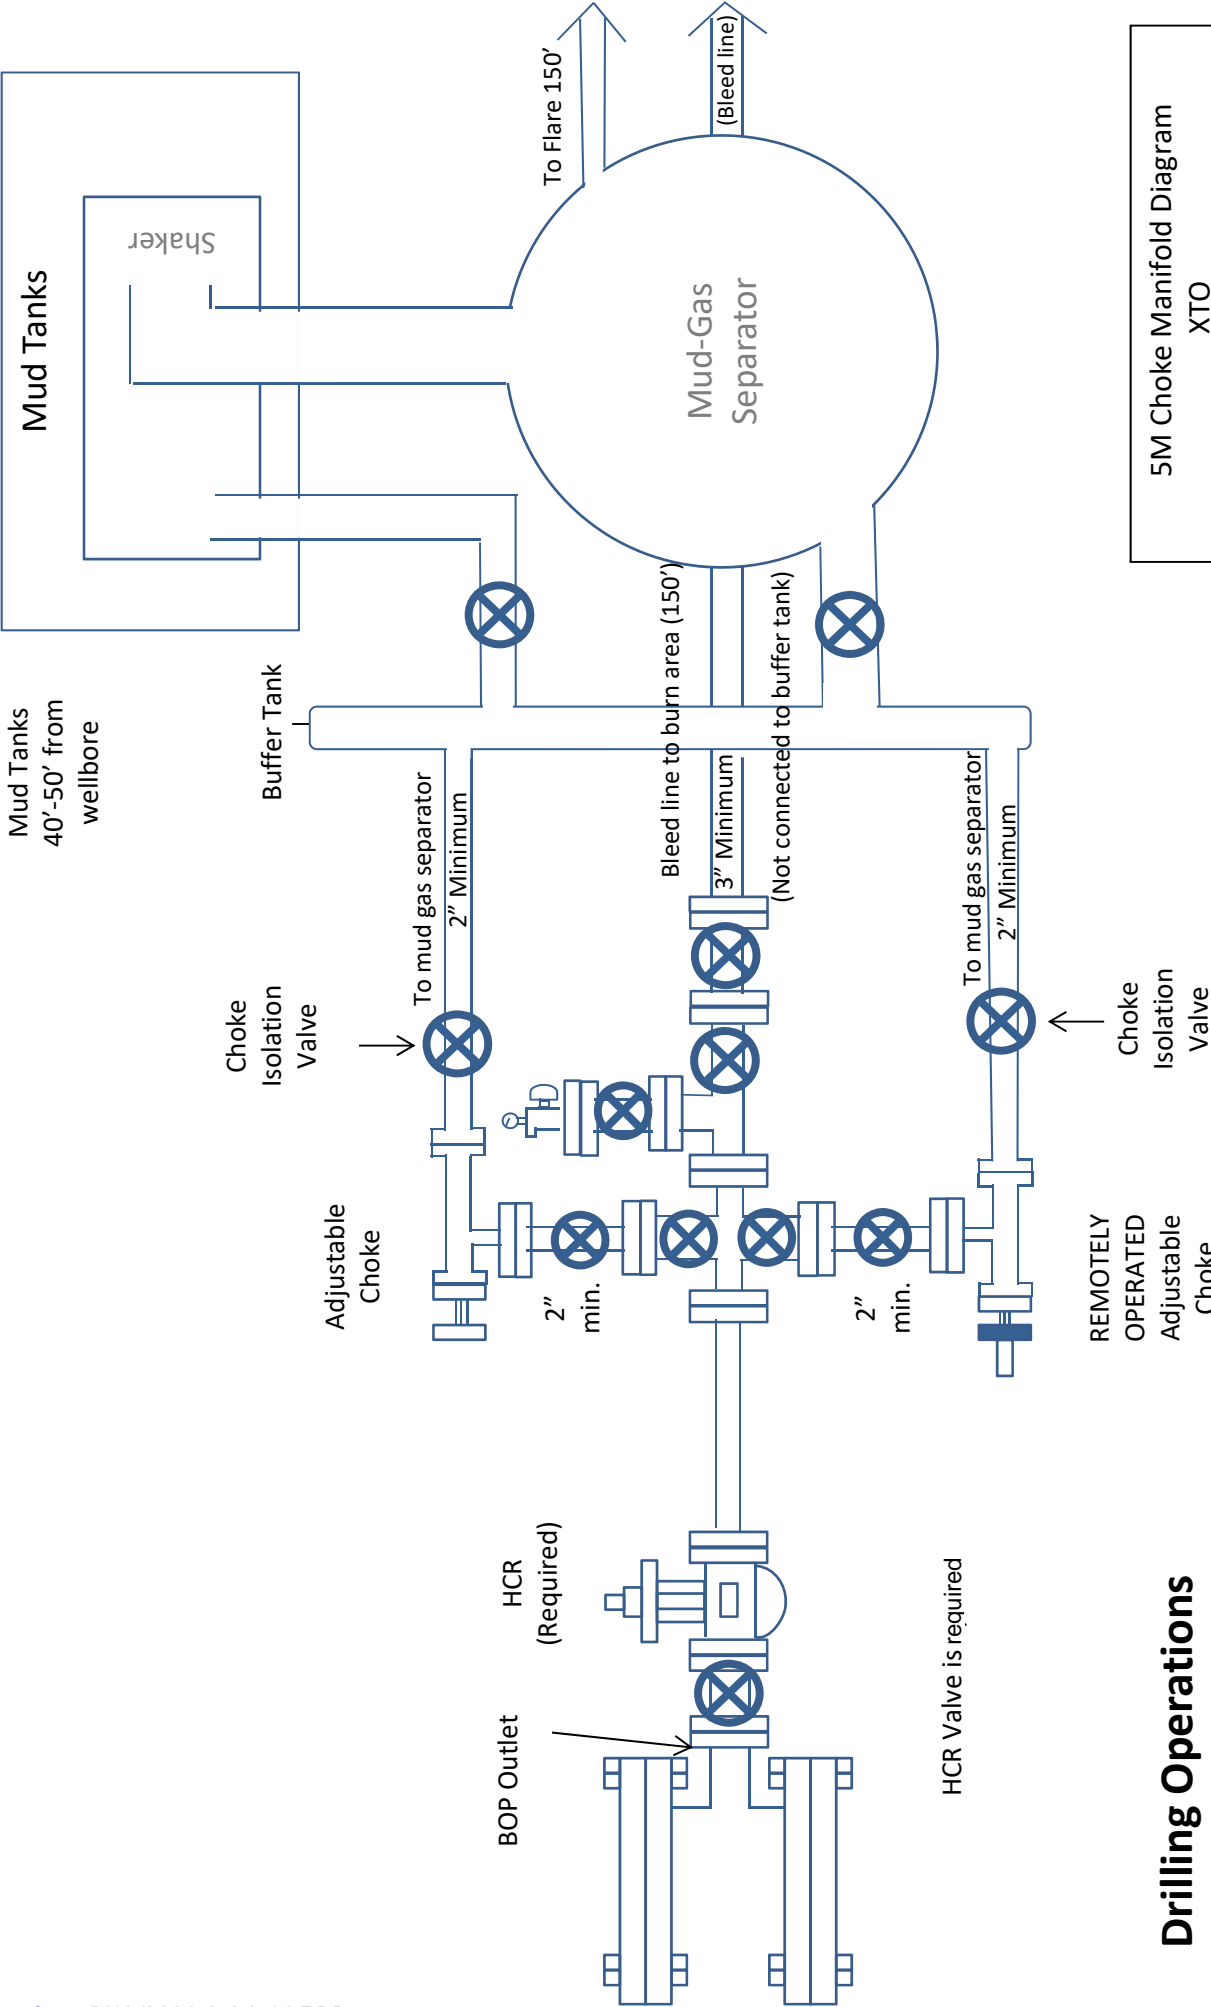 Mud Tanks
40’-50’ from
wellbore
Mud Tanks
Shaker
Buffer Tank
To Flare 150’
(Bleed line)
Mud-Gas
Separator
Choke
Isolation
Valve
To mud gas separator
2” Minimum
Bleed line to burn area (150’)
3” Minimum
(Not connected to buffer tank)
To mud gas separator
2” Minimum
Choke
Isolation
Valve
Adjustable
Choke
2”
min.
2”
min.
REMOTELY
OPERATED
Adjustable
Choke
HCR
(Required)
BOP Outlet
HCR Valve is required
Drilling Operations
5M Choke Manifold Diagram
XTO